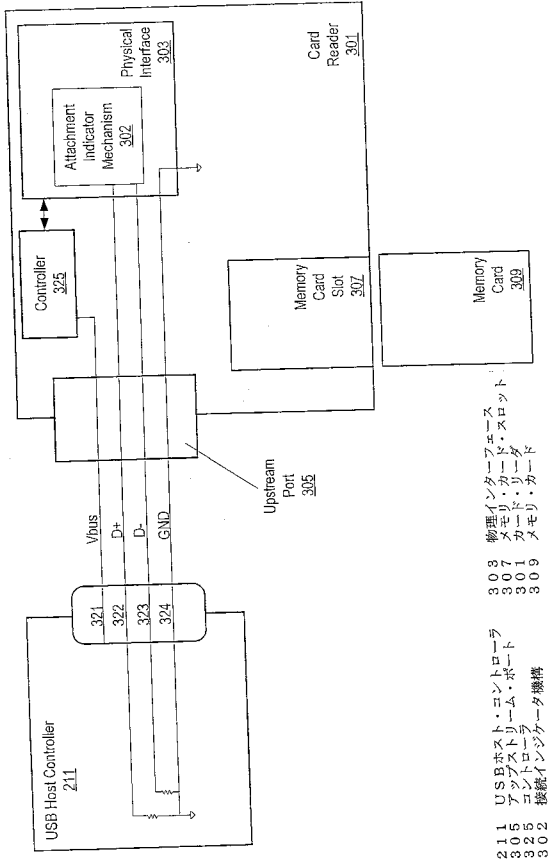 USB Host Controller
211
321
322
323
324
Vbus
D+
D-
GND
Upstream
Port
305
Controller
325
Attachment
Indicator
Mechanism
302
Physical
Interface
303
Memory
Card
Slot
307
Card
Reader
301
Memory
Card
309
211 USBホスト・コントローラ
305 アップストリーム・ポート
325 コントローラ
302 接続インジケータ機構
303 物理インターフェース
307 メモリ・カード・スロット
301 カード・リーダ
309 メモリ・カード